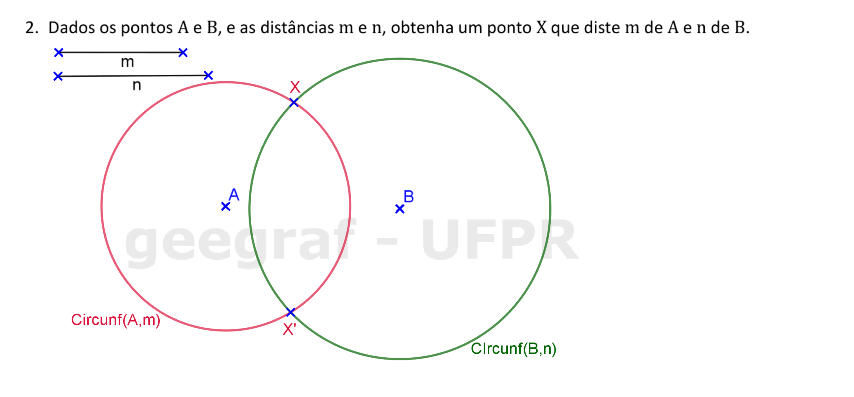 2. Dados os pontos A e B, e as distâncias m e n, obtenha um ponto X que diste m de A e n de B.
m
n
X
A
B
geegraf - UFPR
Circunf(A,m)
X'
CIrcunf(B,n)